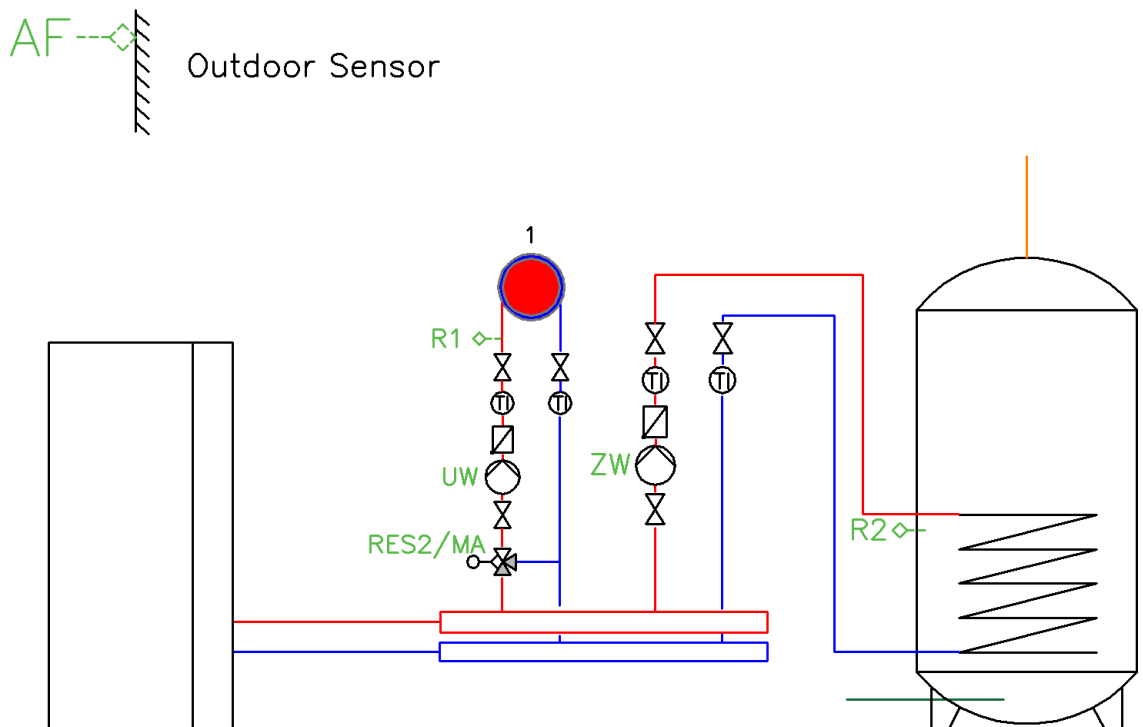 AF
Outdoor Sensor
1
R1
TI
TI
TI
TI
UW
ZW
RES2/MA
R2